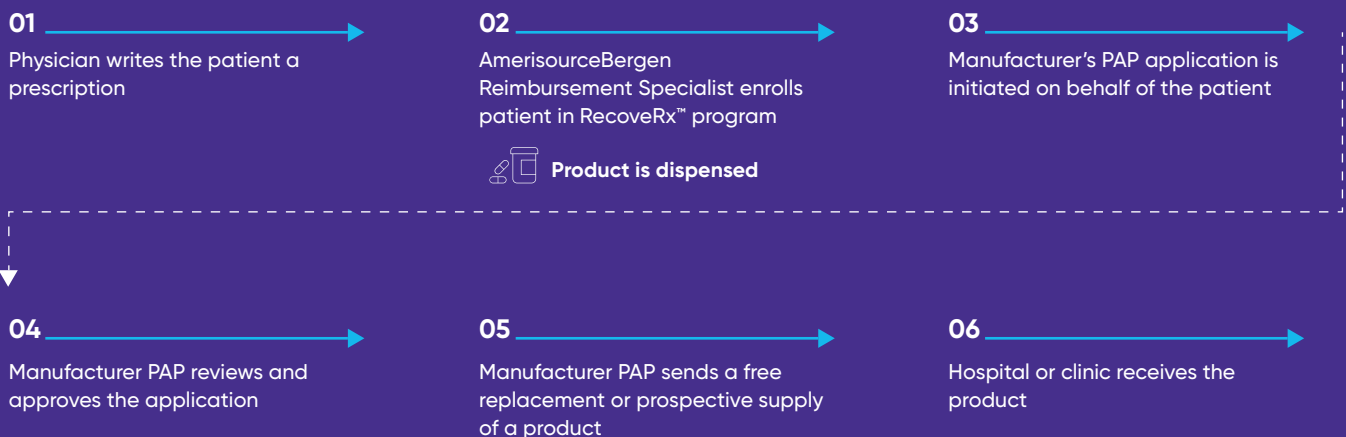 01
Physician writes the patient a
prescription
02
AmerisourceBergen
Reimbursement Specialist enrolls
patient in RecoveRx™ program
Product is dispensed
03
Manufacturer’s PAP application is
initiated on behalf of the patient
04
Manufacturer PAP reviews and
approves the application
05
Manufacturer PAP sends a free
replacement or prospective supply
of a product
06
Hospital or clinic receives the
product